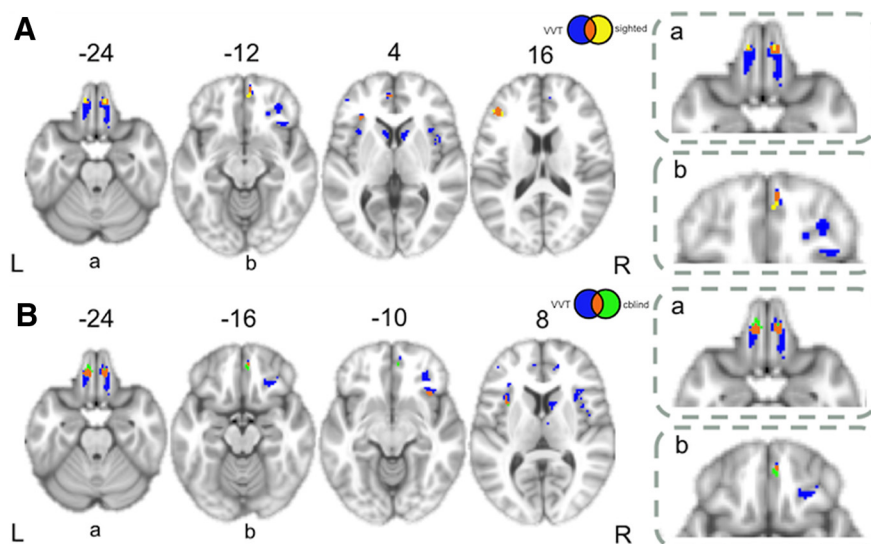 A
VVT sighted
-24 -12 4 16
L a b R
a
b
B
VVT cblind
-24 -16 -10 8
L a b R
a
b